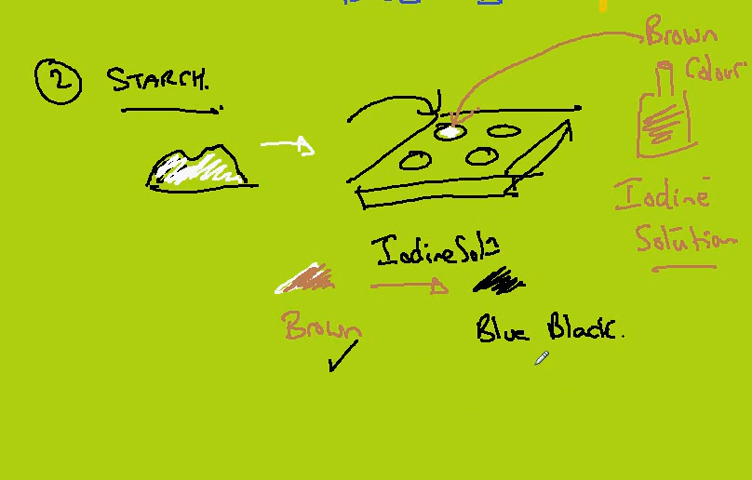 2 STARCH.
Brown
Colour
Iodine
Solution
Iodine Soln
Brown
Blue Black.